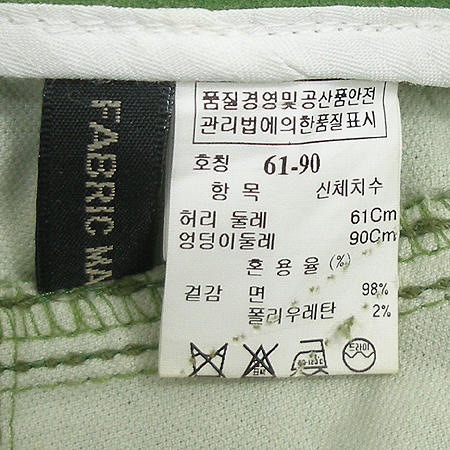 FABRIC MA
품질경영및공산품안전
관리법에의한품질표시
호칭 61-90
항 목 신체치수
허리 둘레 61Cm
엉덩이둘레 90Cm
혼 용 율 (%)
겉감 면 98%
폴리우레탄 2%
드라이